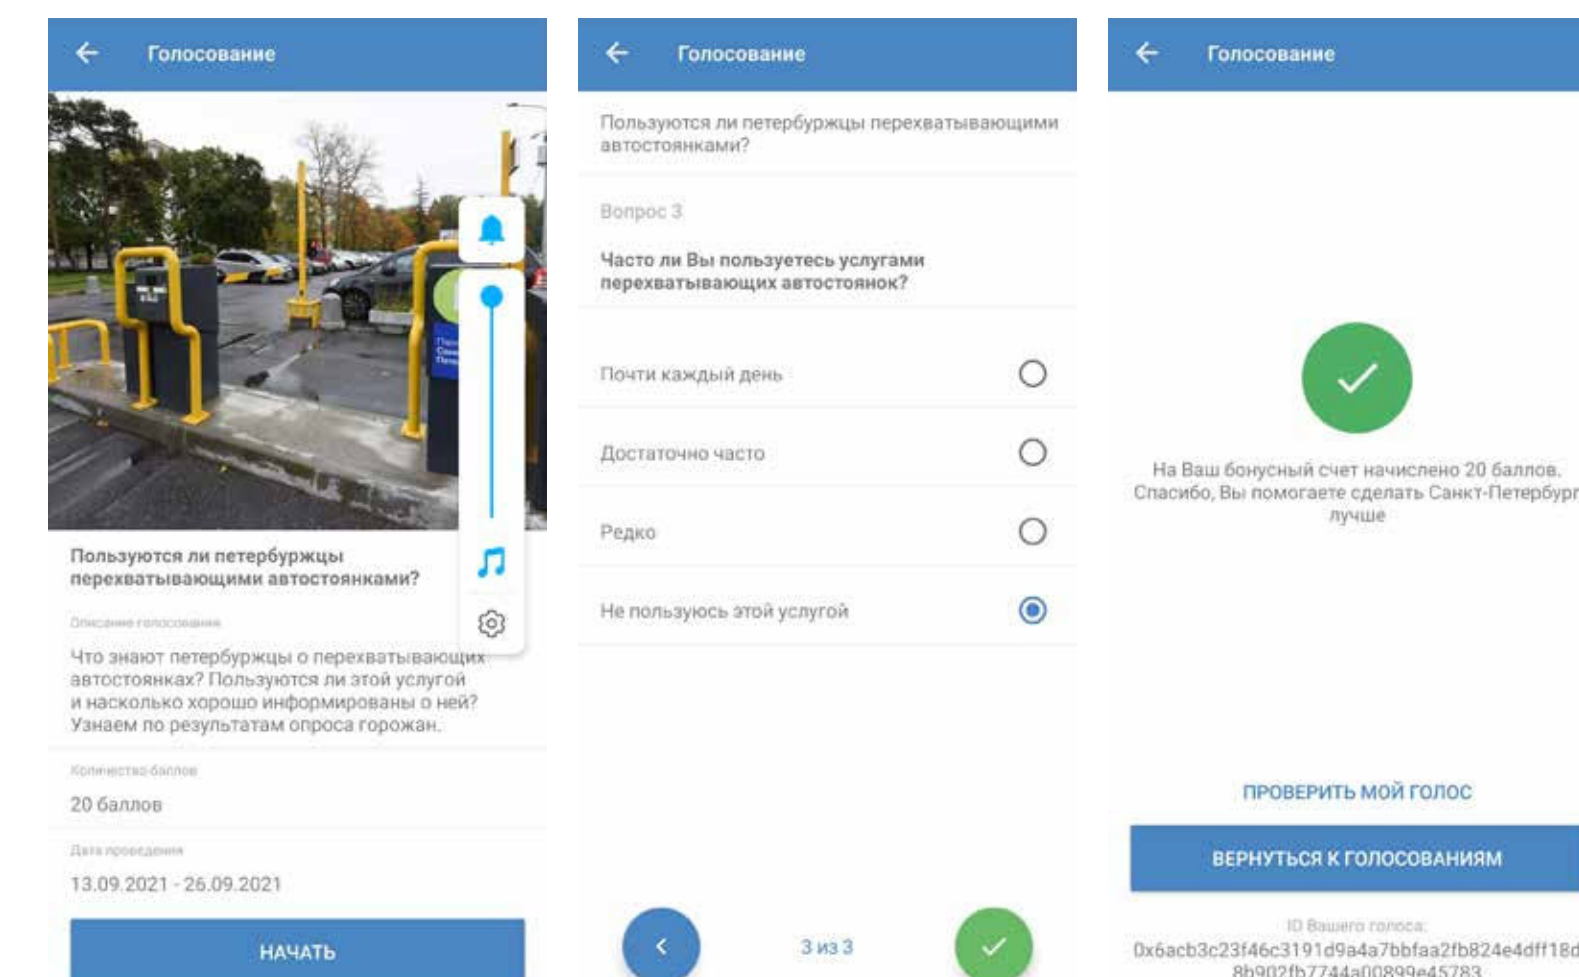 Голосование
Пользуются ли петербуржцы
перехватывающими автостоянками?
Описание голосования
Что знают петербуржцы о перехватывающих
автостоянках? Пользуются ли этой услугой
и насколько хорошо информированы о ней?
Узнаем по результатам опроса горожан.
Количество баллов
20 баллов
Дата проведения
13.09.2021 - 26.09.2021
НАЧАТЬ
Голосование
Пользуются ли петербуржцы перехватывающими
автостоянками?
Вопрос 3
Часто ли Вы пользуетесь услугами
перехватывающих автостоянок?
Почти каждый день
Достаточно часто
Редко
Не пользуюсь этой услугой
3 из 3
Голосование
На Ваш бонусный счет начислено 20 баллов.
Спасибо, Вы помогаете сделать Санкт-Петербург
лучше
ПРОВЕРИТЬ МОЙ ГОЛОС
ВЕРНУТЬСЯ К ГОЛОСОВАНИЯМ
ID Вашего голоса:
0x6acb3c23f46c3191d9a4a7bbfaa2fb824e4dff18d
8b902fb7744a00899e45783